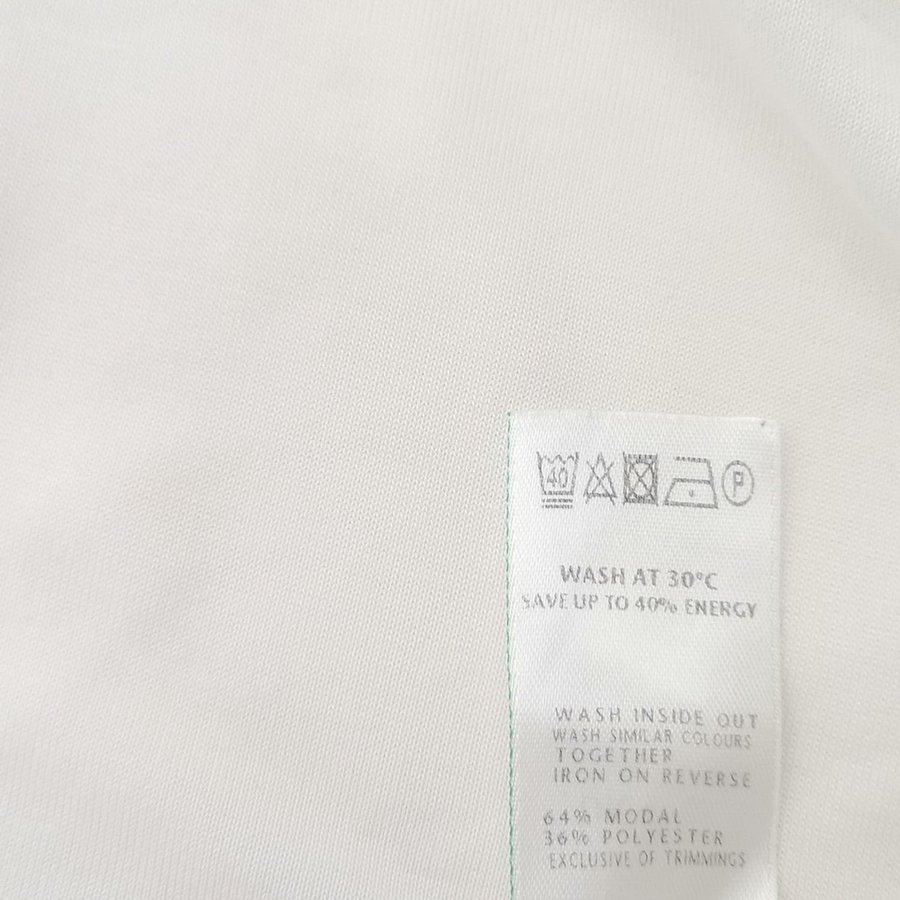 40 P
WASH AT 30°C
SAVE UP TO 40% ENERGY
WASH INSIDE OUT
WASH SIMILAR COLOURS
TOGETHER
IRON ON REVERSE
64% MODAL
36% POLYESTER
EXCLUSIVE OF TRIMMINGS